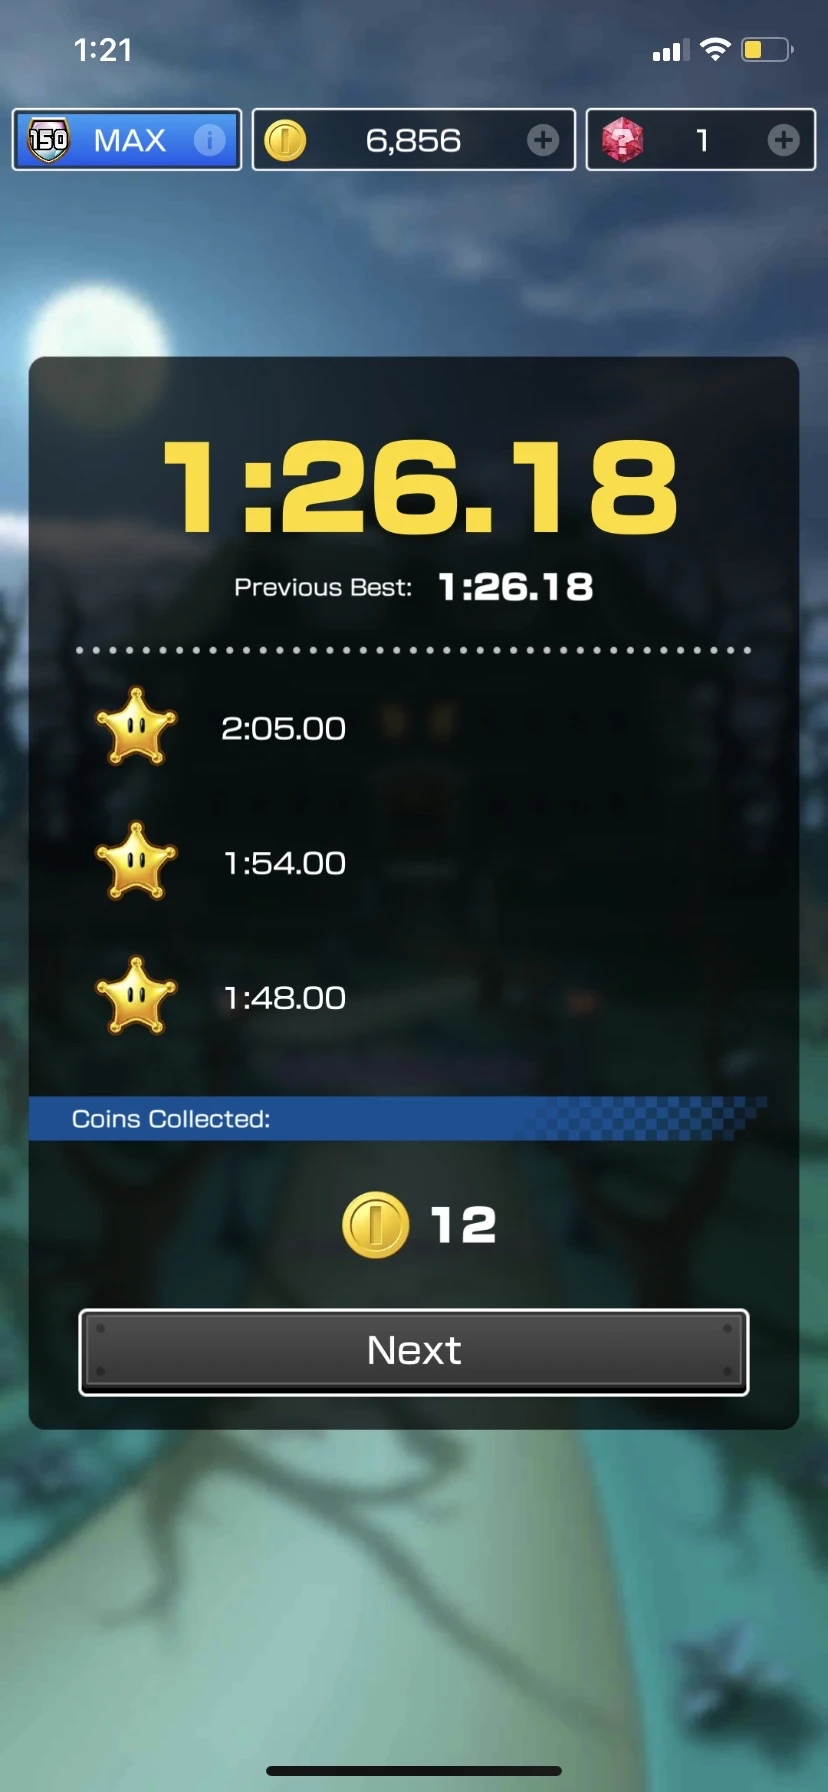 1:21
150 MAX i 6,856 + ? 1 +
1:26.18
Previous Best: 1:26.18
2:05.00
1:54.00
1:48.00
Coins Collected:
12
Next